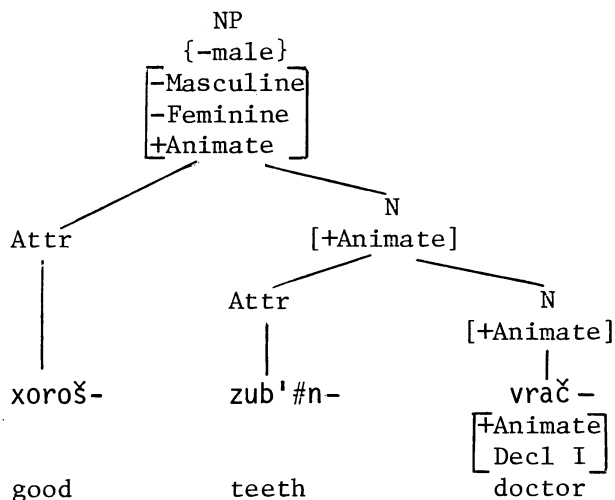 NP
{-male}
-Masculine
-Feminine
+Animate
N
Attr
[+Animate]
Attr
N
[+Animate]
xoroš-
zub'#n-
vrač-
+Animate
Decl I
good
teeth
doctor